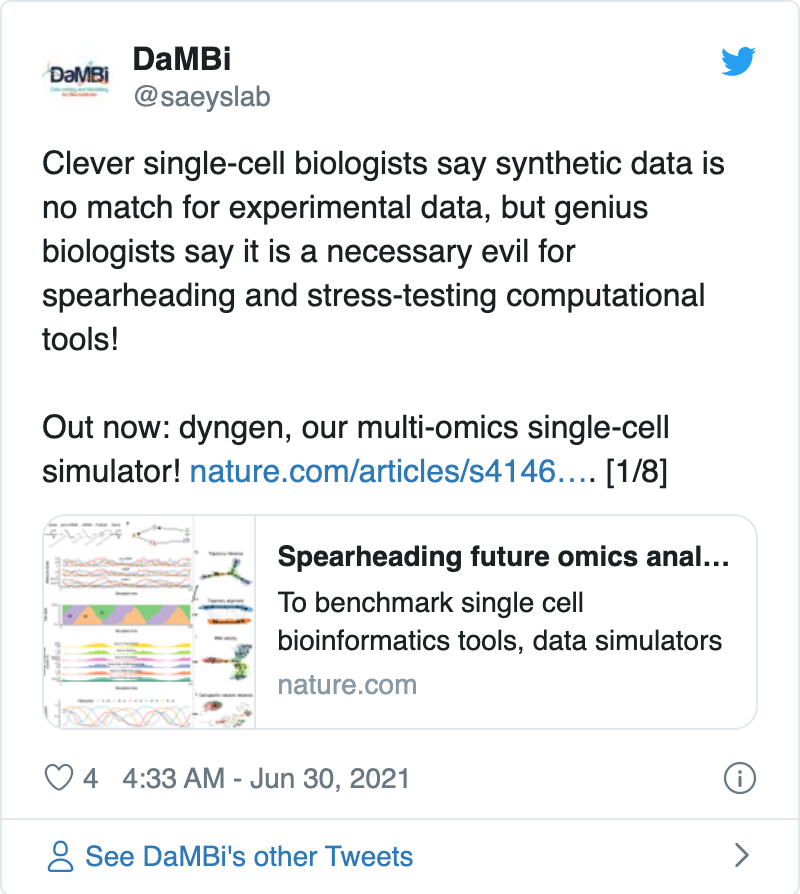 DaMBi
DaMBi
@saeyslab
Clever single-cell biologists say synthetic data is
no match for experimental data, but genius
biologists say it is a necessary evil for
spearheading and stress-testing computational
tools!
Out now: dyngen, our multi-omics single-cell
simulator! nature.com/articles/s4146…. [1/8]
Spearheading future omics anal...
To benchmark single cell
bioinformatics tools, data simulators
nature.com
4 4:33 AM - Jun 30, 2021
See DaMBi's other Tweets